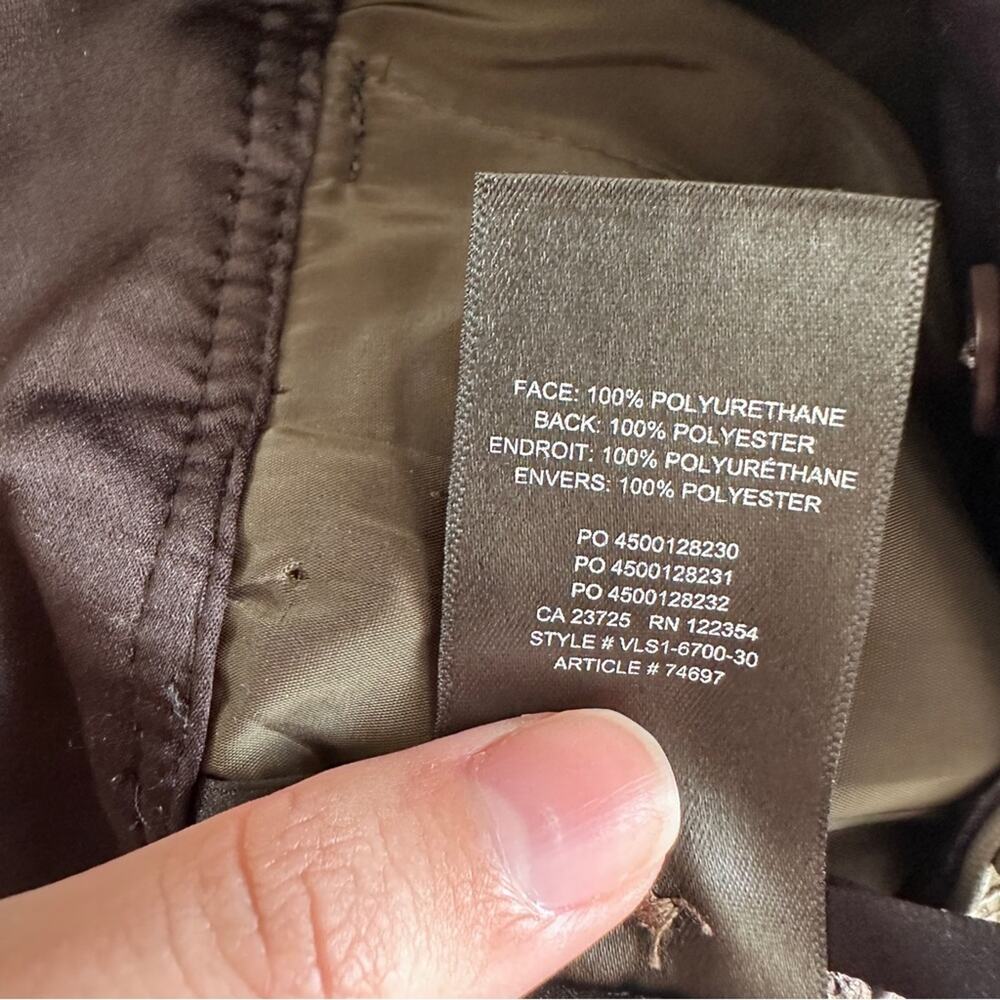 FACE: 100% POLYURETHANE
BACK: 100% POLYESTER
ENDROIT: 100% POLYURÉTHANE
ENVERS: 100% POLYESTER
PO 4500128230
PO 4500128231
PO 4500128232
CA 23725 RN 122354
STYLE # VLS1-6700-30
ARTICLE # 74697